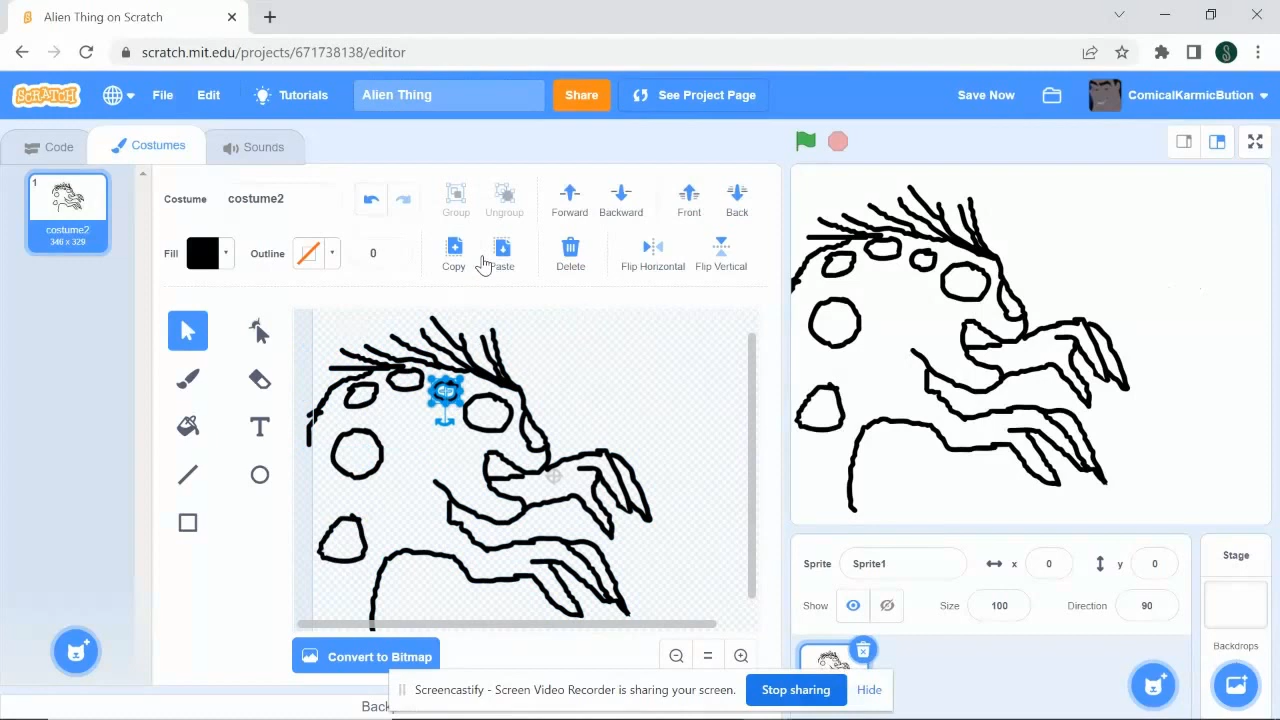 Alien Thing on Scratch
scratch.mit.edu/projects/671738138/editor
S
SCRATCH
File
Edit
Tutorials
Alien Thing
Share
See Project Page
Save Now
ComicalKarmicBution
Code
Costumes
Sounds
1
costume2
346 x 329
Costume
costume2
Group
Ungroup
Forward
Backward
Front
Back
Fill
Outline
0
Copy
Paste
Delete
Flip Horizontal
Flip Vertical
Convert to Bitmap
Sprite
Sprite1
x
0
y
0
Show
Size
100
Direction
90
Stage
Backdrops
Screencastify - Screen Video Recorder is sharing your screen.
Stop sharing
Hide